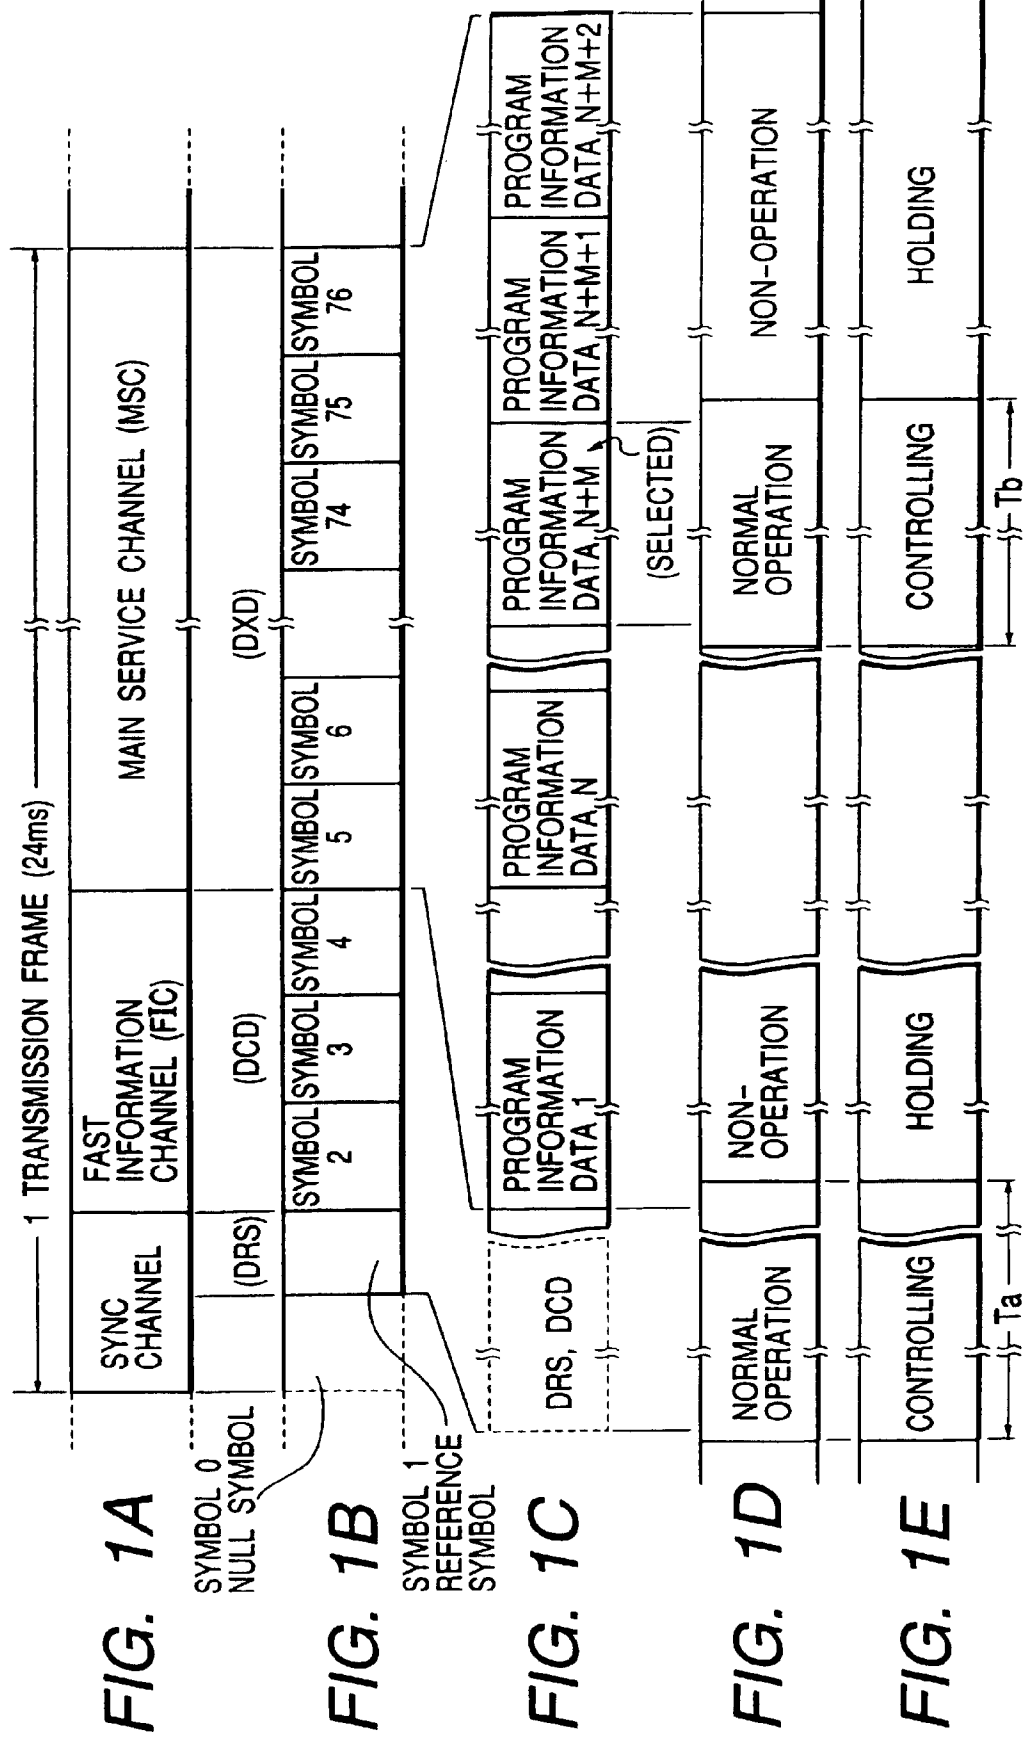 FIG. 1A
1 TRANSMISSION FRAME (24ms)
SYNC
CHANNEL
FAST
INFORMATION
CHANNEL (FIC)
MAIN SERVICE CHANNEL (MSC)
(DRS)
(DCD)
(DXD)
SYMBOL 0
NULL SYMBOL
FIG. 1B
SYMBOL
2
SYMBOL
3
SYMBOL
4
SYMBOL
5
SYMBOL
6
SYMBOL
74
SYMBOL
75
SYMBOL
76
SYMBOL 1
REFERENCE
SYMBOL
FIG. 1C
DRS, DCD
PROGRAM
INFORMATION
DATA 1
PROGRAM
INFORMATION
DATA N
PROGRAM
INFORMATION
DATA N+M
PROGRAM
INFORMATION
DATA N+M+1
PROGRAM
INFORMATION
DATA N+M+2
(SELECTED)
FIG. 1D
NORMAL
OPERATION
NON-
OPERATION
NORMAL
OPERATION
NON-OPERATION
FIG. 1E
CONTROLLING
HOLDING
CONTROLLING
HOLDING
Ta
Tb